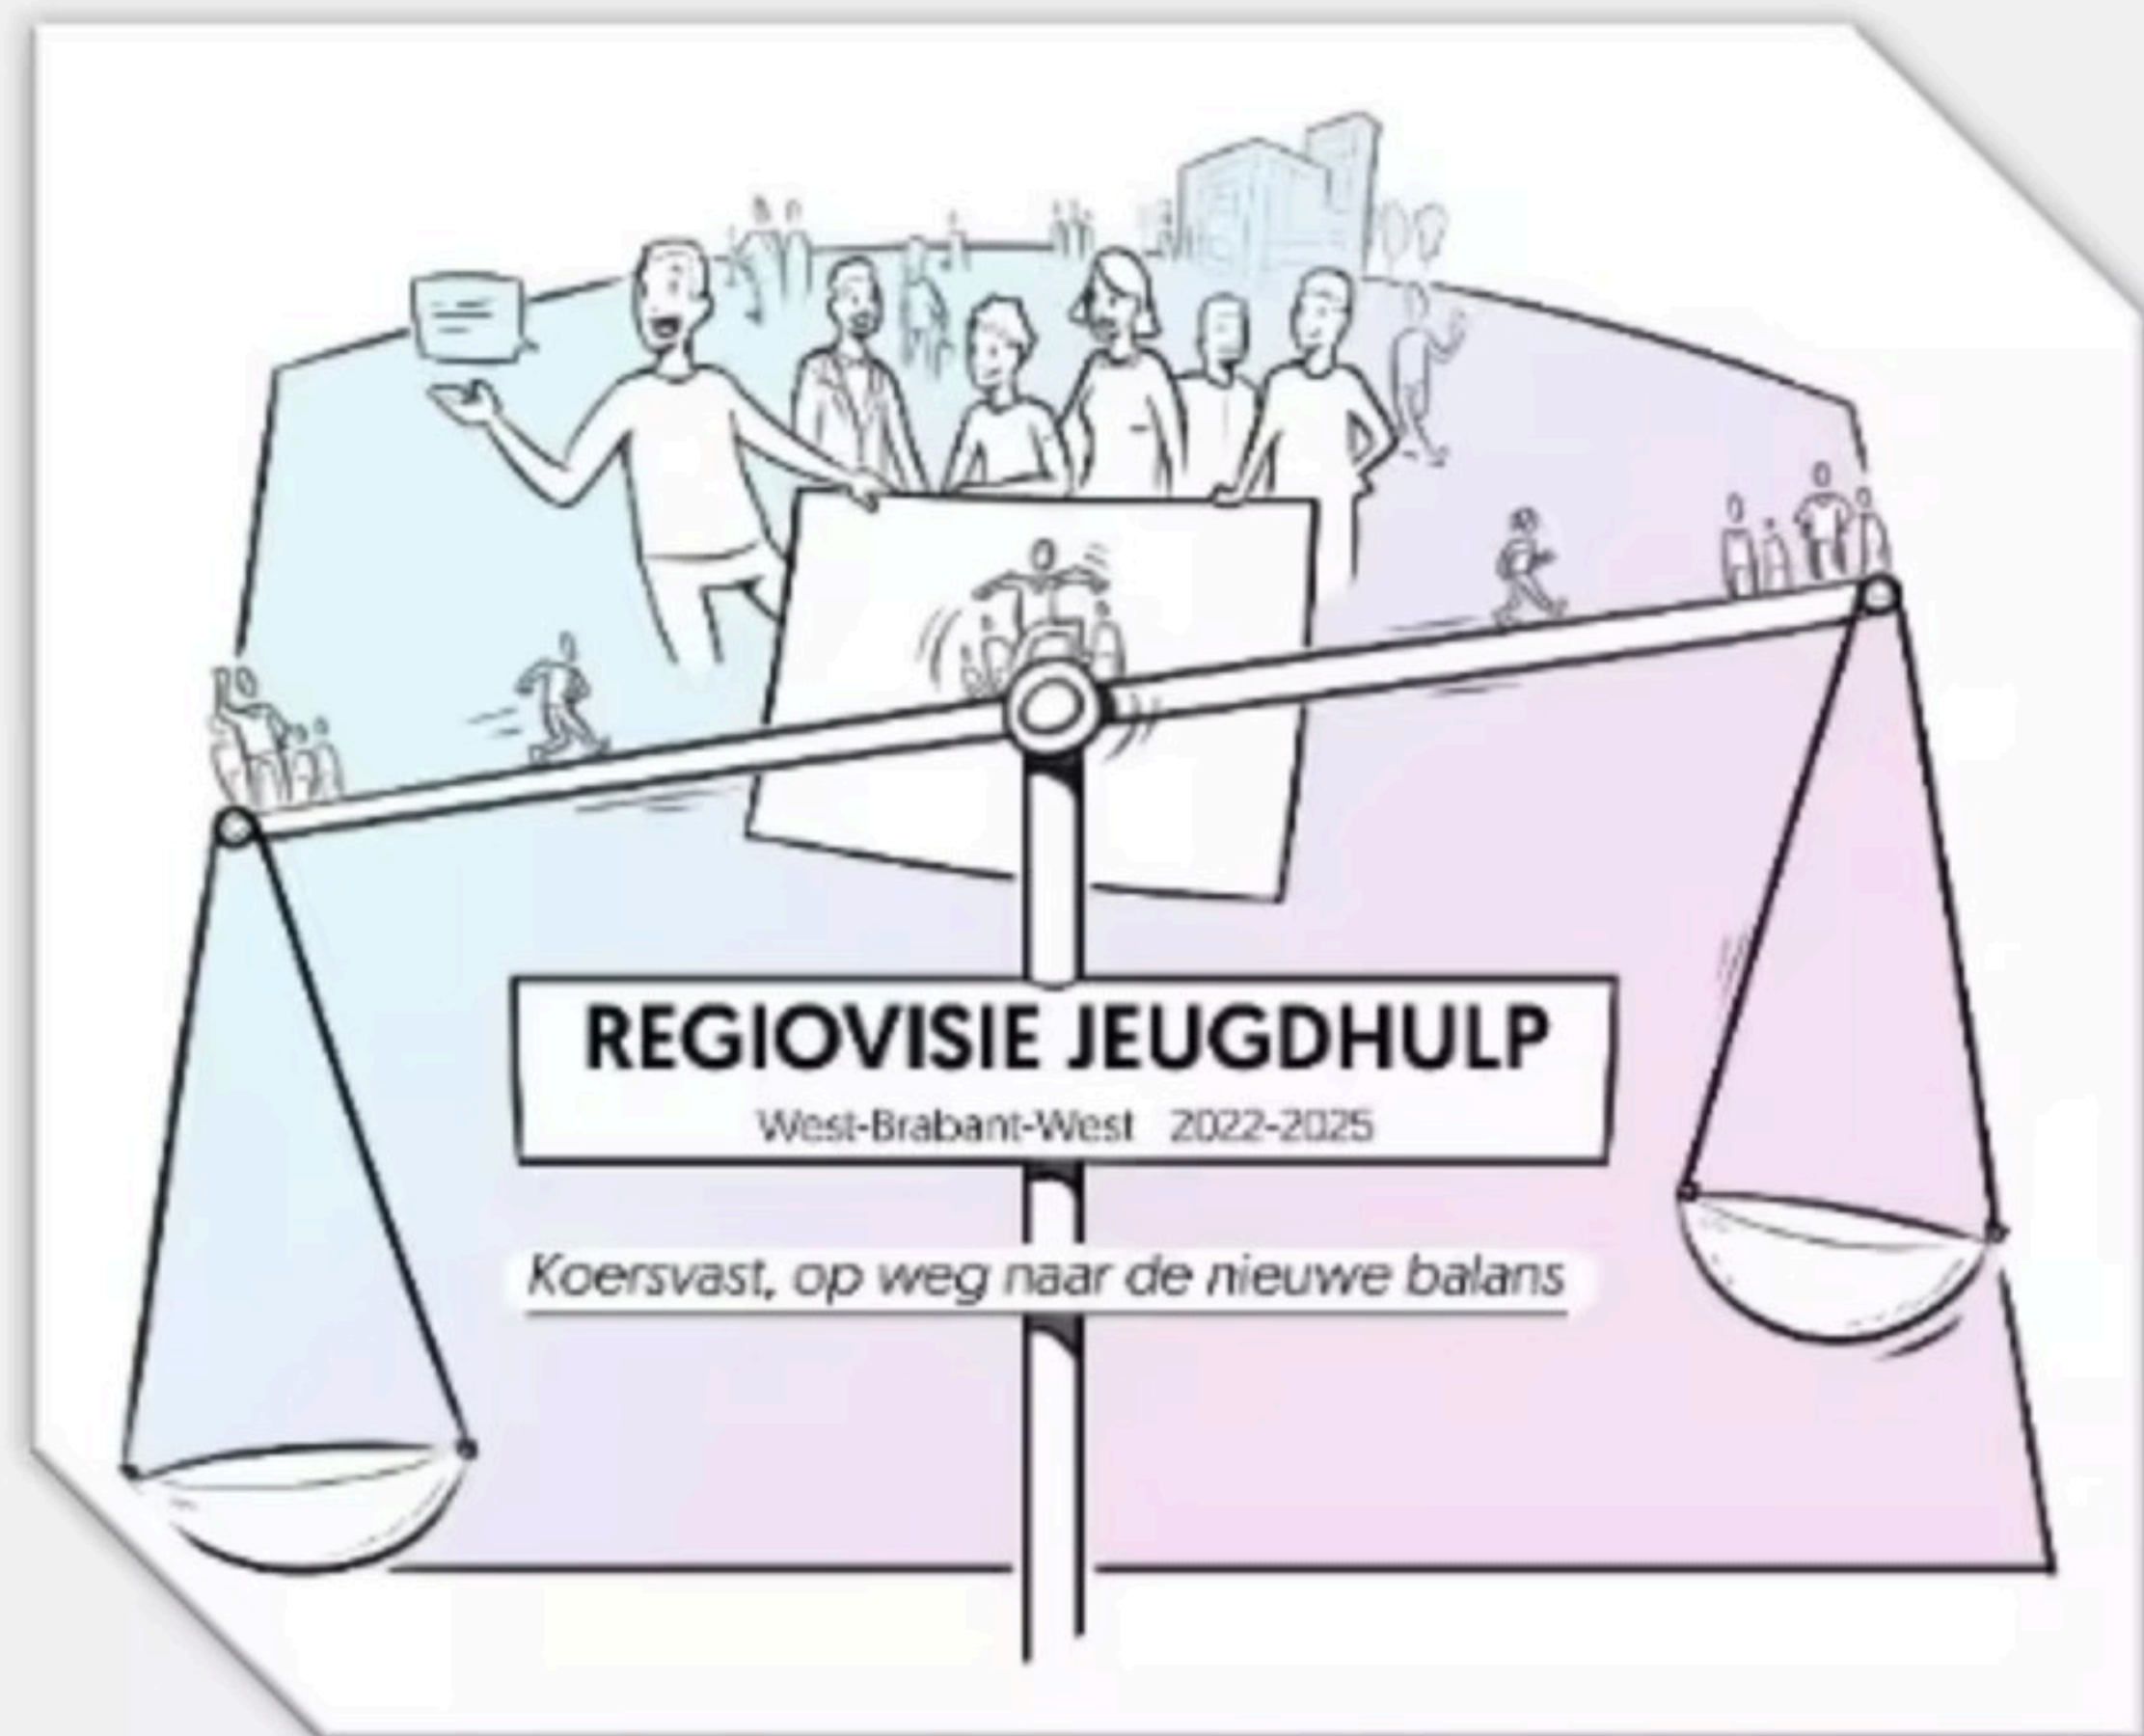 REGIOVISIE JEUGDHULP
West-Brabant-West 2022-2025
Koersvast, op weg naar de nieuwe balans